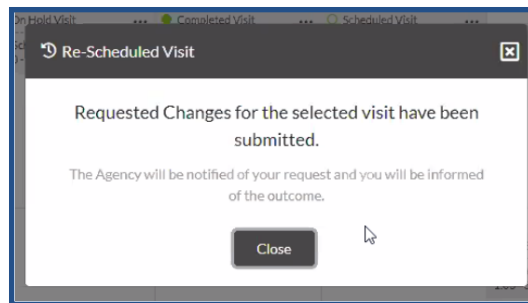 On Hold Visit ... Completed Visit ... Scheduled Visit ...
Re-Scheduled Visit
Requested Changes for the selected visit have been
submitted.
The Agency will be notified of your request and you will be informed
of the outcome.
Close